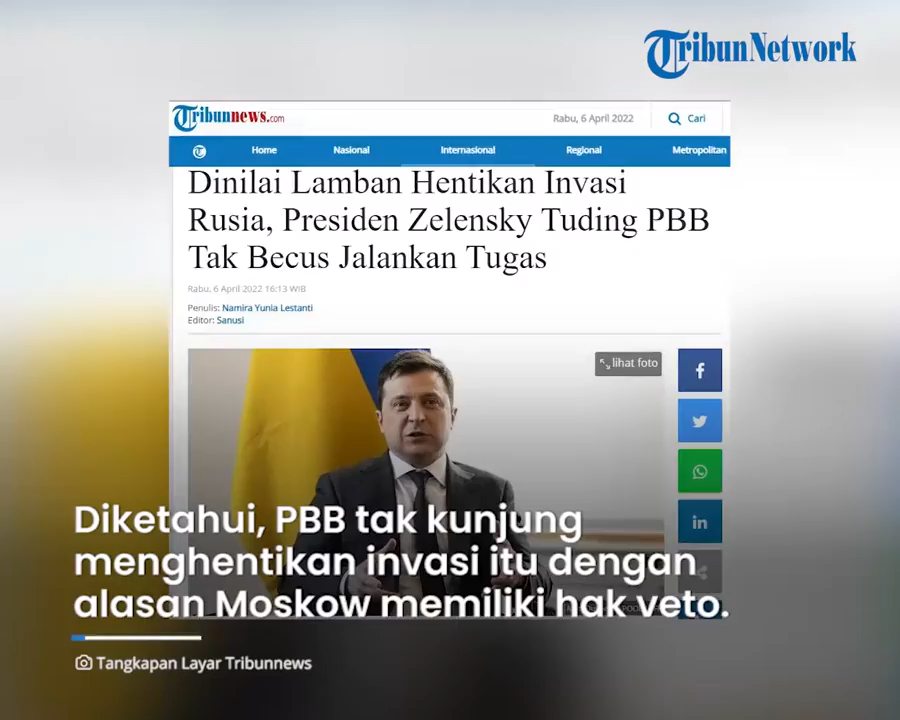 TribunNetwork
Tribunnews.com
Rabu, 6 April 2022
Cari
Home Nasional Internasional Regional Metropolitan
Dinilai Lamban Hentikan Invasi
Rusia, Presiden Zelensky Tuding PBB
Tak Becus Jalankan Tugas
Rabu, 6 April 2022 16:13 WIB
Penulis: Namira Yunia Lestanti
Editor: Sanusi
lihat foto
Diketahui, PBB tak kunjung
menghentikan invasi itu dengan
alasan Moskow memiliki hak veto.
Tangkapan Layar Tribunnews